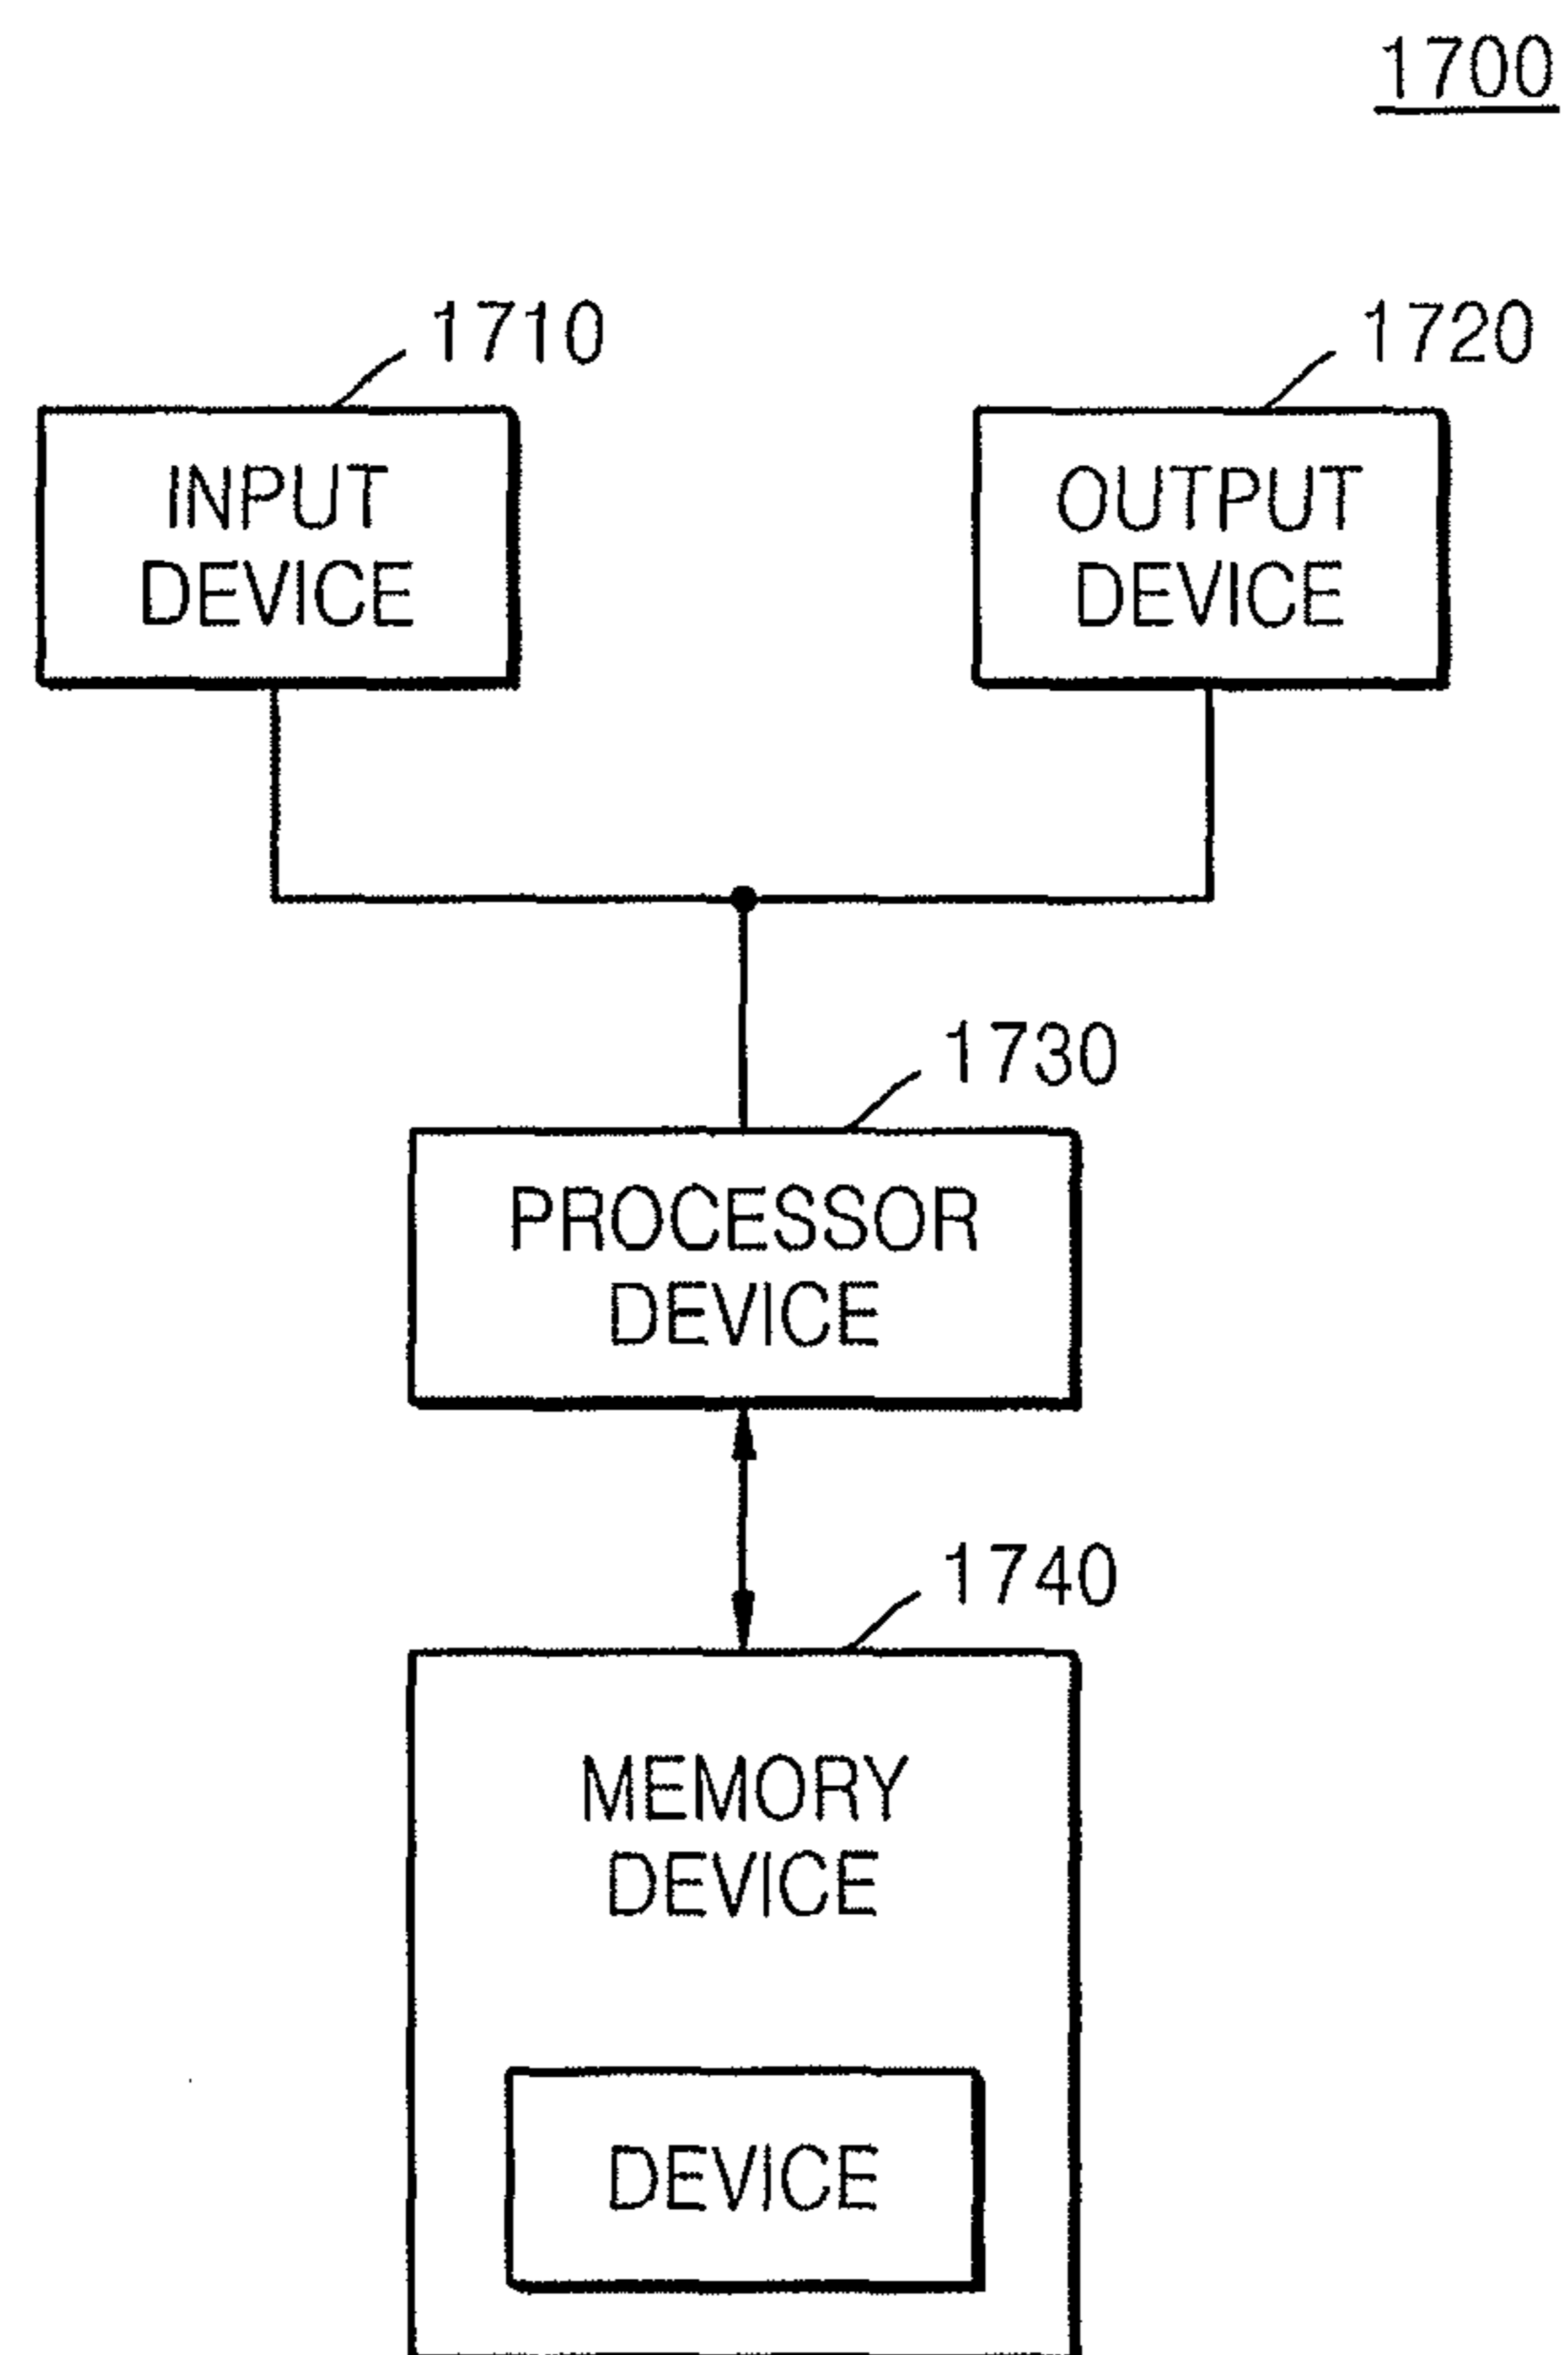 1700
1710
1720
INPUT
DEVICE
OUTPUT
DEVICE
1730
PROCESSOR
DEVICE
1740
MEMORY
DEVICE
DEVICE